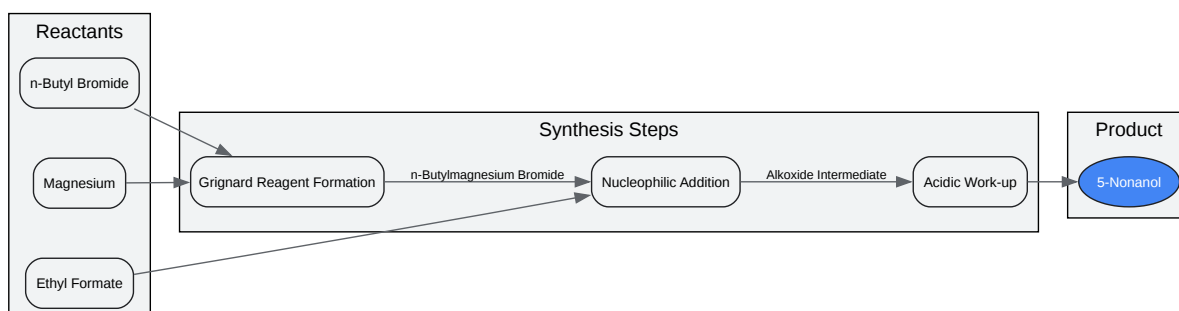 Reactants
n-Butyl Bromide
Magnesium
Ethyl Formate
Synthesis Steps
Grignard Reagent Formation
n-Butylmagnesium Bromide
Nucleophilic Addition
Alkoxide Intermediate
Acidic Work-up
Product
5-Nonanol